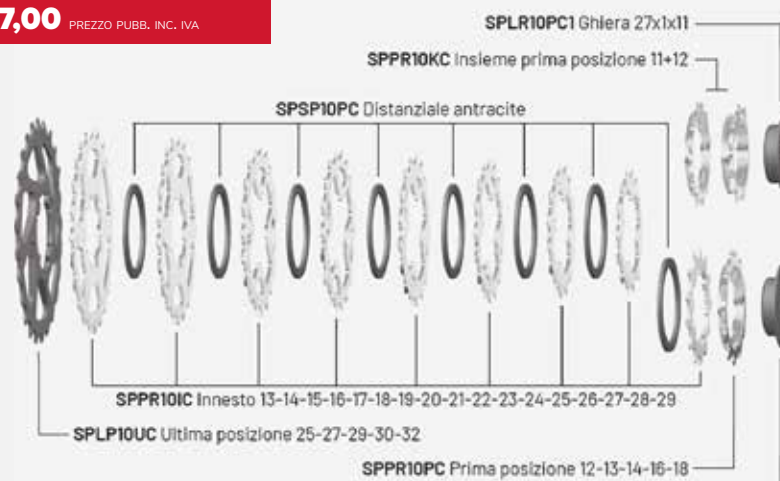 7,00 PREZZO PUBB. INC. IVA
SPLR10PC1 Ghiera 27x1x11
SPPR10KC Insieme prima posizione 11+12
SPSP10PC Distanziale antracite
SPPR10IC Innesto 13-14-15-16-17-18-19-20-21-22-23-24-25-26-27-28-29
SPLP10UC Ultima posizione 25-27-29-30-32
SPPR10PC Prima posizione 12-13-14-16-18